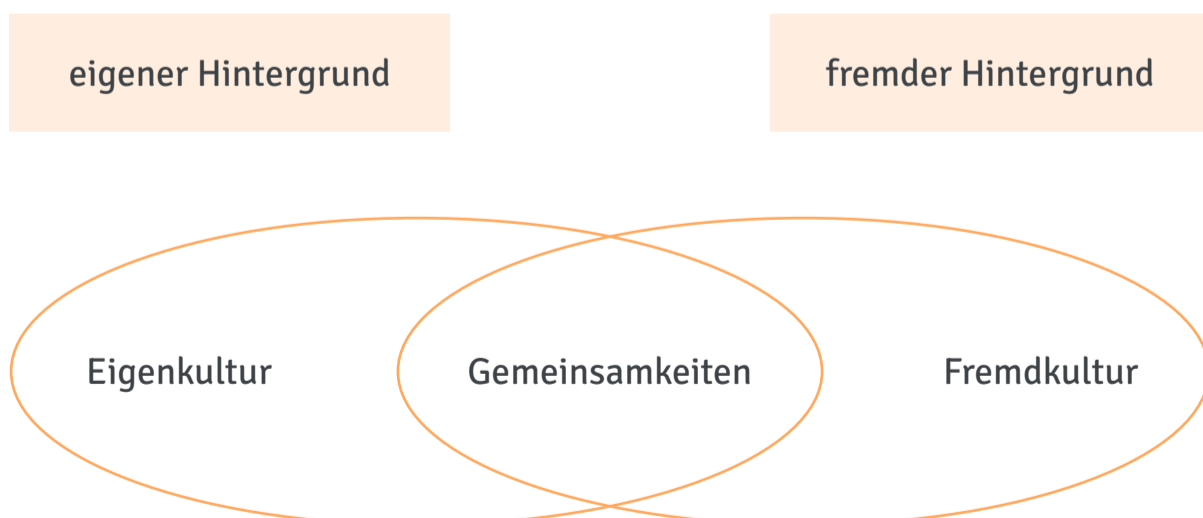 eigener Hintergrund
fremder Hintergrund
Eigenkultur
Gemeinsamkeiten
Fremdkultur